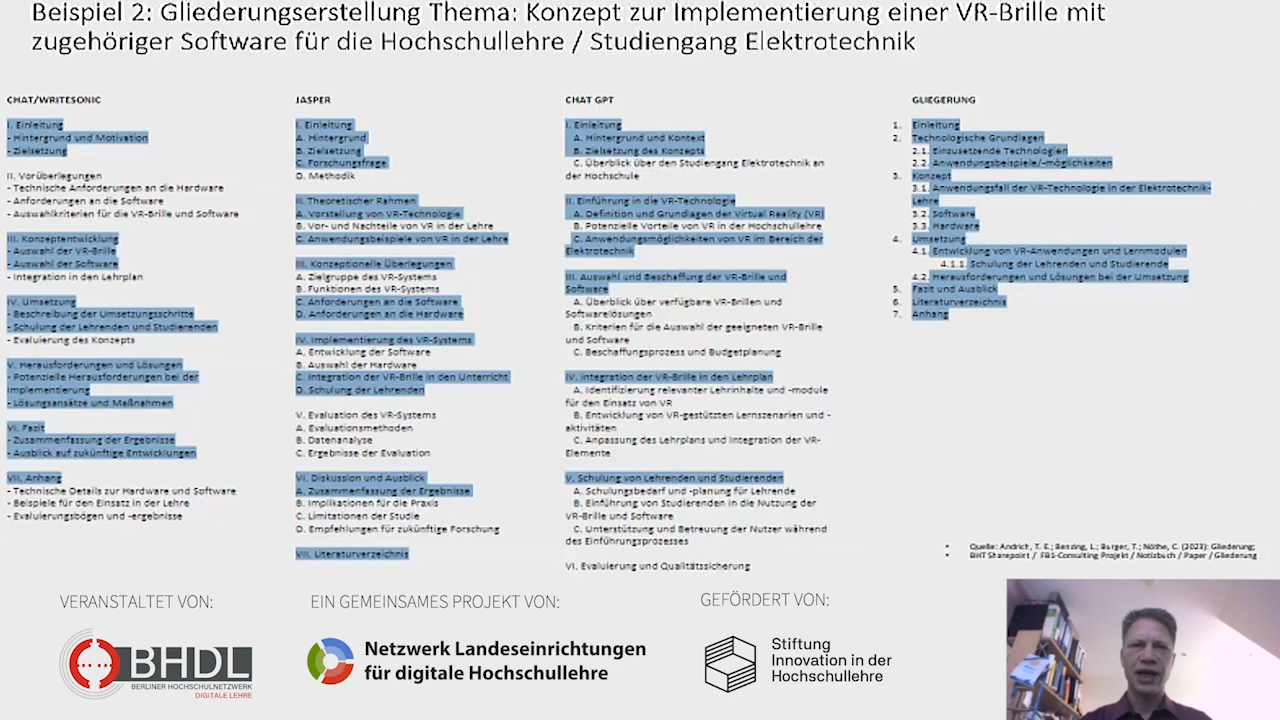 Beispiel 2: Gliederungserstellung Thema: Konzept zur Implementierung einer VR-Brille mit
zugehöriger Software für die Hochschullehre / Studiengang Elektrotechnik
CHAT/WRITESONIC
I. Einleitung
- Hintergrund und Motivation
- Zielsetzung
II. Vorüberlegungen
- Technische Anforderungen an die Hardware
- Anforderungen an die Software
- Auswahlkriterien für die VR-Brille und Software
III. Konzeptentwicklung
- Auswahl der VR-Brille
- Auswahl der Software
- Integration in den Lehrplan
IV. Umsetzung
- Beschreibung der Umsetzungsschritte
- Schulung der Lehrenden und Studierenden
- Evaluierung des Konzepts
V. Herausforderungen und Lösungen
- Potenzielle Herausforderungen bei der
Implementierung
- Lösungsansätze und Maßnahmen
VI. Fazit
- Zusammenfassung der Ergebnisse
- Ausblick auf zukünftige Entwicklungen
VII. Anhang
- Technische Details zur Hardware und Software
- Beispiele für den Einsatz in der Lehre
- Evaluierungsbögen und -ergebnisse
JASPER
I. Einleitung
A. Hintergrund
B. Zielsetzung
C. Forschungsfrage
D. Methodik
II. Theoretischer Rahmen
A. Vorstellung von VR-Technologie
B. Vor- und Nachteile von VR in der Lehre
C. Anwendungsbeispiele von VR in der Lehre
III. Konzeptionelle Überlegungen
A. Zielgruppe des VR-Systems
B. Funktionen des VR-Systems
C. Anforderungen an die Software
D. Anforderungen an die Hardware
IV. Implementierung des VR-Systems
A. Entwicklung der Software
B. Auswahl der Hardware
C. Integration der VR-Brille in den Unterricht
D. Schulung der Lehrenden
V. Evaluation des VR-Systems
A. Evaluationsmethoden
B. Datenanalyse
C. Ergebnisse der Evaluation
VI. Diskussion und Ausblick
A. Zusammenfassung der Ergebnisse
B. Implikationen für die Praxis
C. Limitationen der Studie
D. Empfehlungen für zukünftige Forschung
VII. Literaturverzeichnis
CHAT GPT
I. Einleitung
A. Hintergrund und Kontext
B. Zielsetzung des Konzepts
C. Überblick über den Studiengang Elektrotechnik an
der Hochschule
II. Einführung in die VR-Technologie
A. Definition und Grundlagen der Virtual Reality (VR)
B. Potenzielle Vorteile von VR in der Hochschullehre
C. Anwendungsmöglichkeiten von VR im Bereich der
Elektrotechnik
III. Auswahl und Beschaffung der VR-Brille und
Software
A. Überblick über verfügbare VR-Brillen und
Softwarelösungen
B. Kriterien für die Auswahl der geeigneten VR-Brille
und Software
C. Beschaffungsprozess und Budgetplanung
IV. Integration der VR-Brille in den Lehrplan
A. Identifizierung relevanter Lehrinhalte und -module
für den Einsatz von VR
B. Entwicklung von VR-gestützten Lernszenarien und -
aktivitäten
C. Anpassung des Lehrplans und Integration der VR-
Elemente
V. Schulung von Lehrenden und Studierenden
A. Schulungsbedarf und -planung für Lehrende
B. Einführung von Studierenden in die Nutzung der
VR-Brille und Software
C. Unterstützung und Betreuung der Nutzer während
des Einführungsprozesses
VI. Evaluierung und Qualitätssicherung
GLIEGERUNG
1. Einleitung
2. Technologische Grundlagen
2.1. Einzusetzende Technologien
2.2. Anwendungsbeispiele/-möglichkeiten
3. Konzept
3.1. Anwendungsfall der VR-Technologie in der Elektrotechnik-
Lehre
3.2. Software
3.3. Hardware
4. Umsetzung
4.1. Entwicklung von VR-Anwendungen und Lernmodulen
4.1.1. Schulung der Lehrenden und Studierende
4.2. Herausforderungen und Lösungen bei der Umsetzung
5. Fazit und Ausblick
6. Literaturverzeichnis
7. Anhang
• Quelle: Andrich, T. E.; Benzing, L.; Burger, T.; Nöthe, C. (2023): Gliederung;
• BHT Sharepoint / FB1-Consulting Projekt / Notizbuch / Paper / Gliederung
VERANSTALTET VON:
EIN GEMEINSAMES PROJEKT VON:
GEFÖRDERT VON:
BHDL
BERLINER HOCHSCHULNETZWERK
DIGITALE LEHRE
Netzwerk Landeseinrichtungen
für digitale Hochschullehre
Stiftung
Innovation in der
Hochschullehre